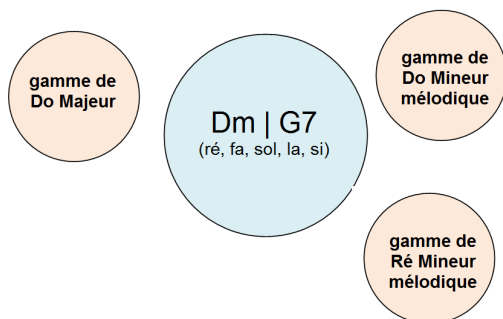 gamme de
Do Majeur
Dm | G7
(ré, fa, sol, la, si)
gamme de
Do Mineur
mélodique
gamme de
Ré Mineur
mélodique